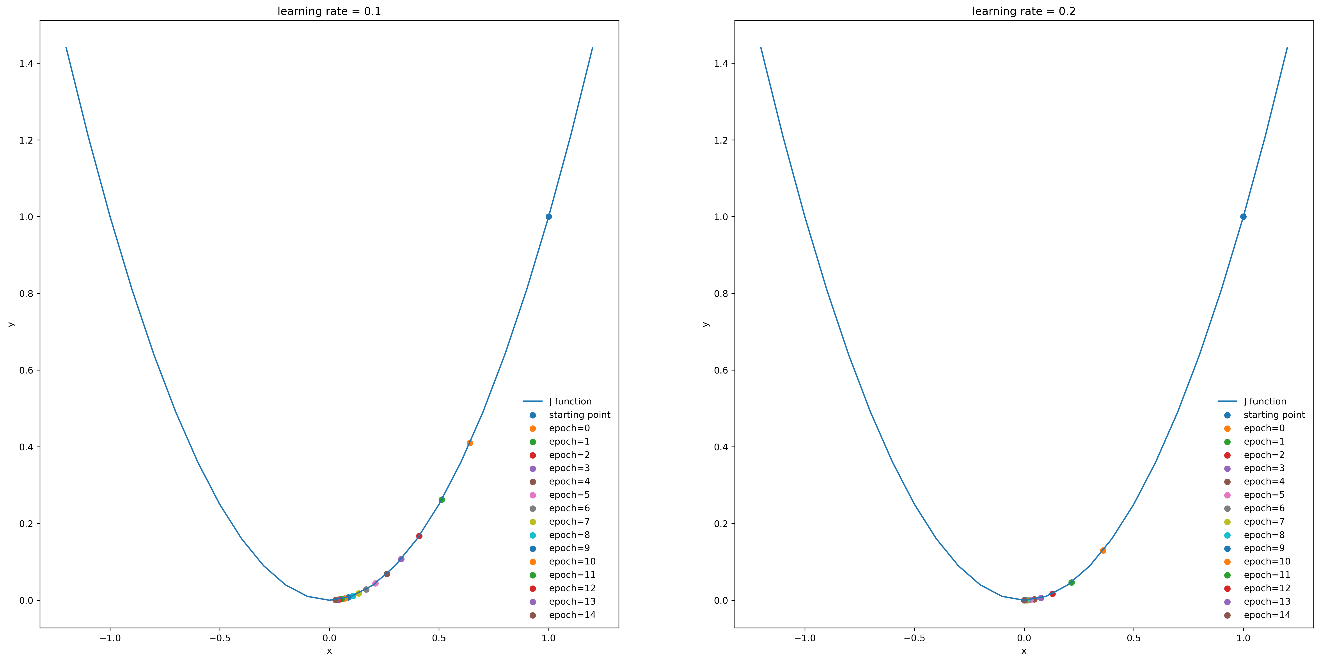 learning rate = 0.1
1.4
1.2
1.0
0.8
0.6
0.4
0.2
0.0
y
−1.0
−0.5
0.0
0.5
1.0
x
J function
starting point
epoch=0
epoch=1
epoch=2
epoch=3
epoch=4
epoch=5
epoch=6
epoch=7
epoch=8
epoch=9
epoch=10
epoch=11
epoch=12
epoch=13
epoch=14
learning rate = 0.2
1.4
1.2
1.0
0.8
0.6
0.4
0.2
0.0
y
−1.0
−0.5
0.0
0.5
1.0
x
J function
starting point
epoch=0
epoch=1
epoch=2
epoch=3
epoch=4
epoch=5
epoch=6
epoch=7
epoch=8
epoch=9
epoch=10
epoch=11
epoch=12
epoch=13
epoch=14